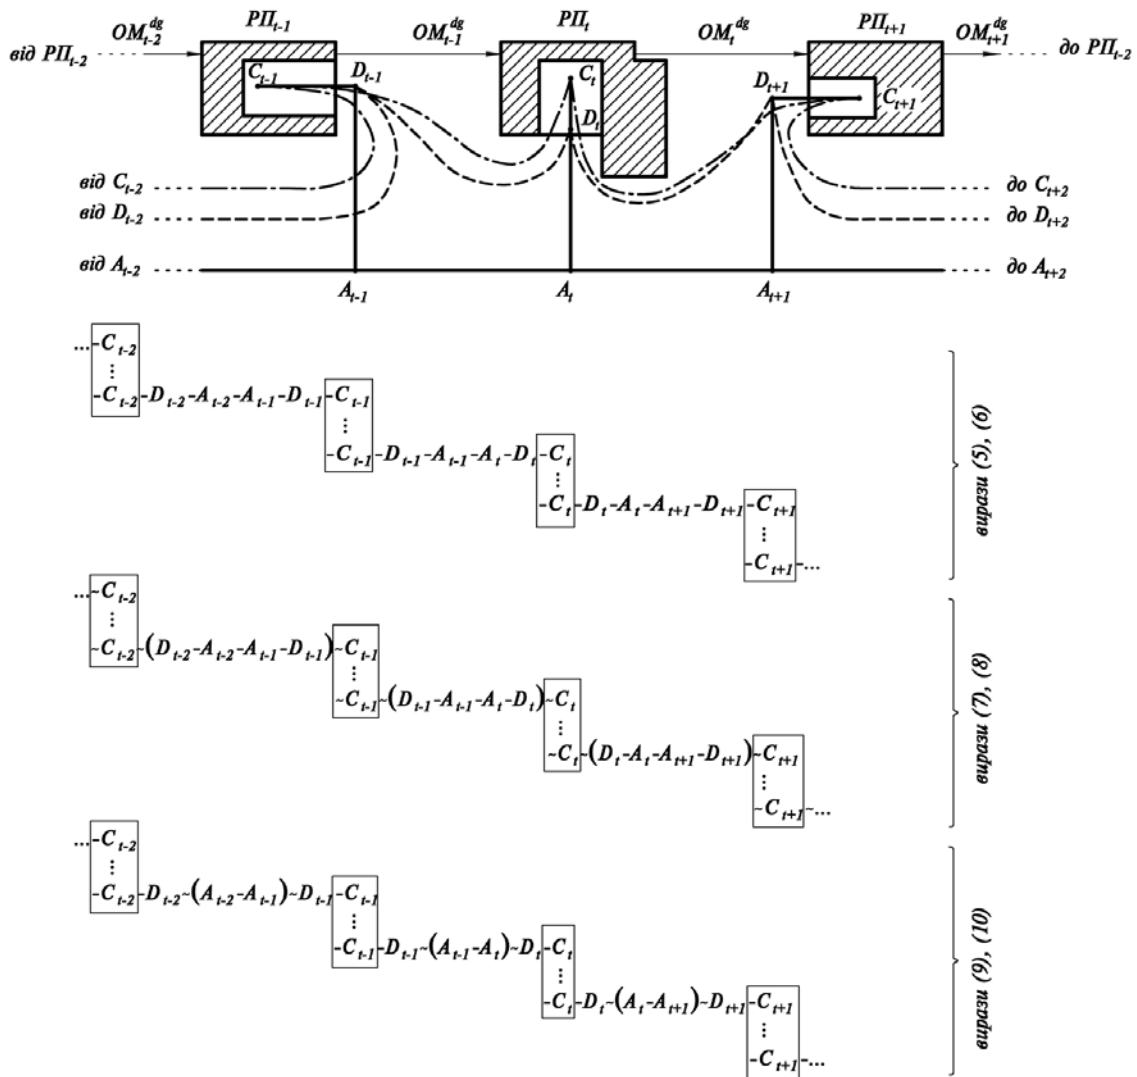 РП_{t-1} РП_t РП_{t+1}
від РП_{t-2} ОМ_{t-2}^{dg} ОМ_{t-1}^{dg} ОМ_t^{dg} ОМ_{t+1}^{dg} до РП_{t-2}
C_{t-1} D_{t-1} C_t D_t D_{t+1} C_{t+1}
від C_{t-2} до C_{t+2}
від D_{t-2} до D_{t+2}
від A_{t-2} до A_{t+2}
A_{t-1} A_t A_{t+1}
...-C_{t-2}
⋮
-C_{t-2}-D_{t-2}-A_{t-2}-A_{t-1}-D_{t-1}-C_{t-1}
⋮
-C_{t-1}-D_{t-1}-A_{t-1}-A_t-D_t-C_t
⋮
-C_t-D_t-A_t-A_{t+1}-D_{t+1}-C_{t+1}
⋮
-C_{t+1}-...
вирази (5), (6)
...~C_{t-2}
⋮
~C_{t-2}~(D_{t-2}-A_{t-2}-A_{t-1}-D_{t-1})~C_{t-1}
⋮
~C_{t-1}~(D_{t-1}-A_{t-1}-A_t-D_t)~C_t
⋮
~C_t~(D_t-A_t-A_{t+1}-D_{t+1})~C_{t+1}
⋮
~C_{t+1}~...
вирази (7), (8)
...-C_{t-2}
⋮
-C_{t-2}-D_{t-2}~(A_{t-2}-A_{t-1})~D_{t-1}-C_{t-1}
⋮
-C_{t-1}-D_{t-1}~(A_{t-1}-A_t)~D_t-C_t
⋮
-C_t-D_t~(A_t-A_{t+1})~D_{t+1}-C_{t+1}
⋮
-C_{t+1}-...
вирази (9), (10)